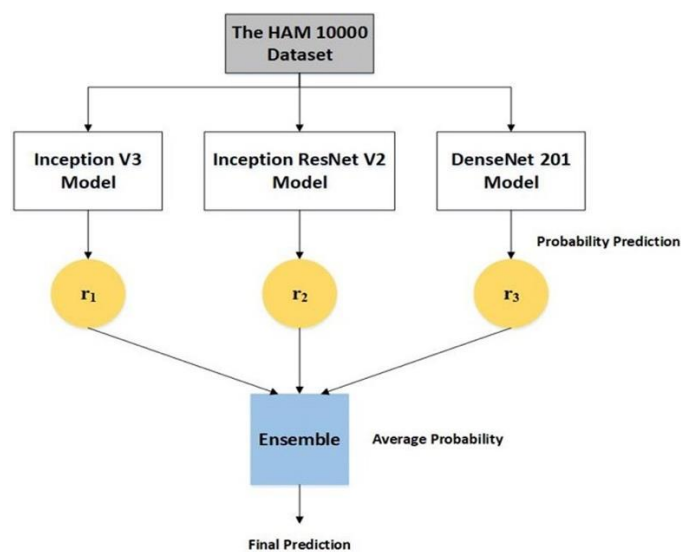 The HAM 10000
Dataset
Inception V3
Model
Inception ResNet V2
Model
DenseNet 201
Model
Probability Prediction
r₁
r₂
r₃
Ensemble
Average Probability
Final Prediction